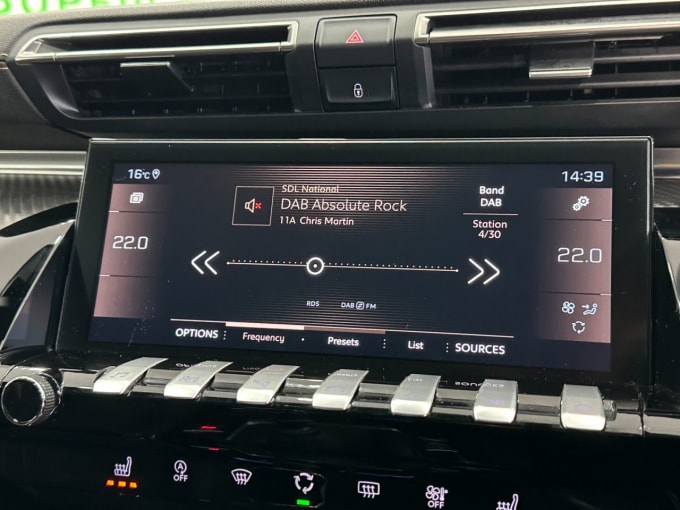 16°C
14:39
SDL National
DAB Absolute Rock
11A Chris Martin
Band
DAB
Station
4/30
22.0
22.0
RDS
DAB FM
OPTIONS
Frequency
Presets
List
SOURCES
A
OFF
OFF